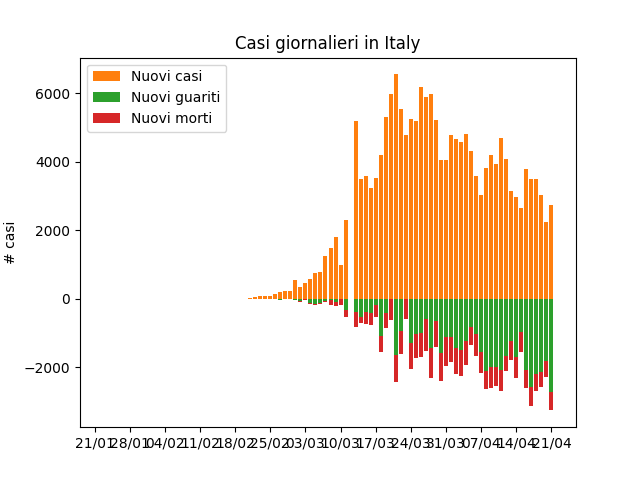 Casi giornalieri in Italy
Nuovi casi
Nuovi guariti
Nuovi morti
# casi
6000
4000
2000
0
−2000
21/01 28/01 04/02 11/02 18/02 25/02 03/03 10/03 17/03 24/03 31/03 07/04 14/04 21/04